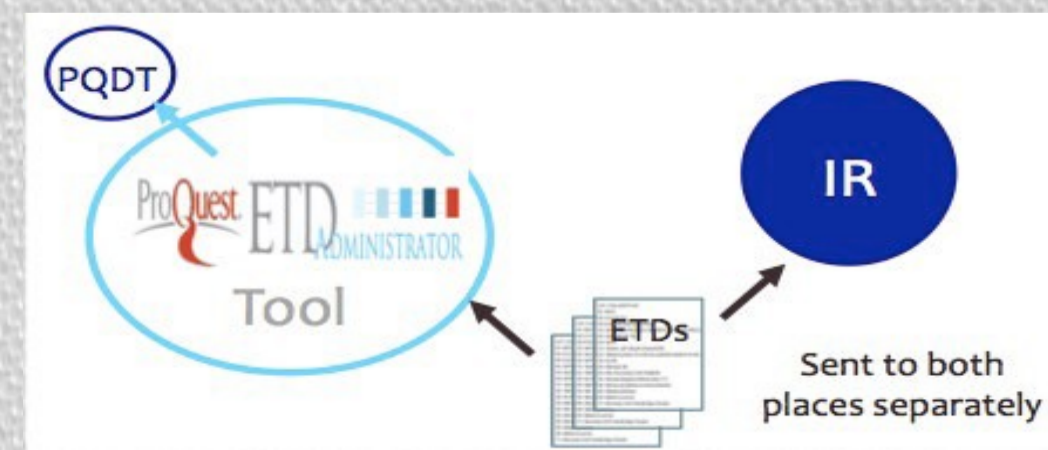 PQDT
ProQuest ETD ADMINISTRATOR
Tool
IR
ETDs
Sent to both
places separately